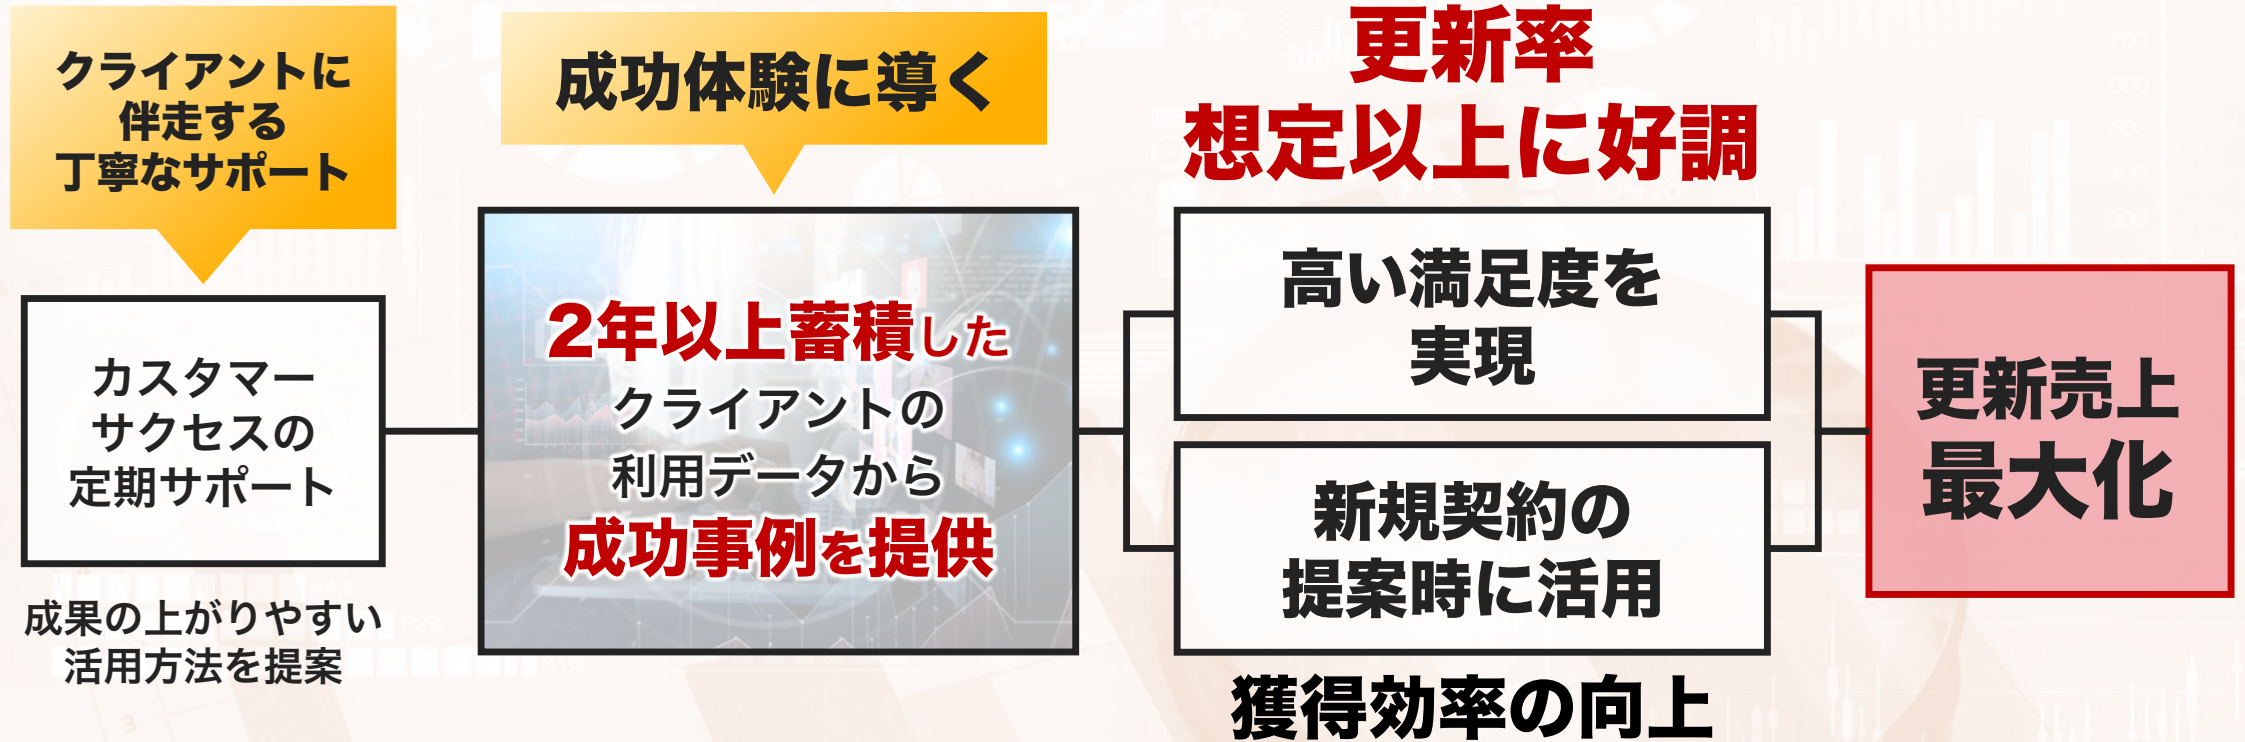 クライアントに
伴走する
丁寧なサポート
カスタマー
サクセスの
定期サポート
成果の上がりやすい
活用方法を提案
成功体験に導く
2年以上蓄積した
クライアントの
利用データから
成功事例を提供
更新率
想定以上に好調
高い満足度を
実現
新規契約の
提案時に活用
獲得効率の向上
更新売上
最大化
700
600
500
400
300